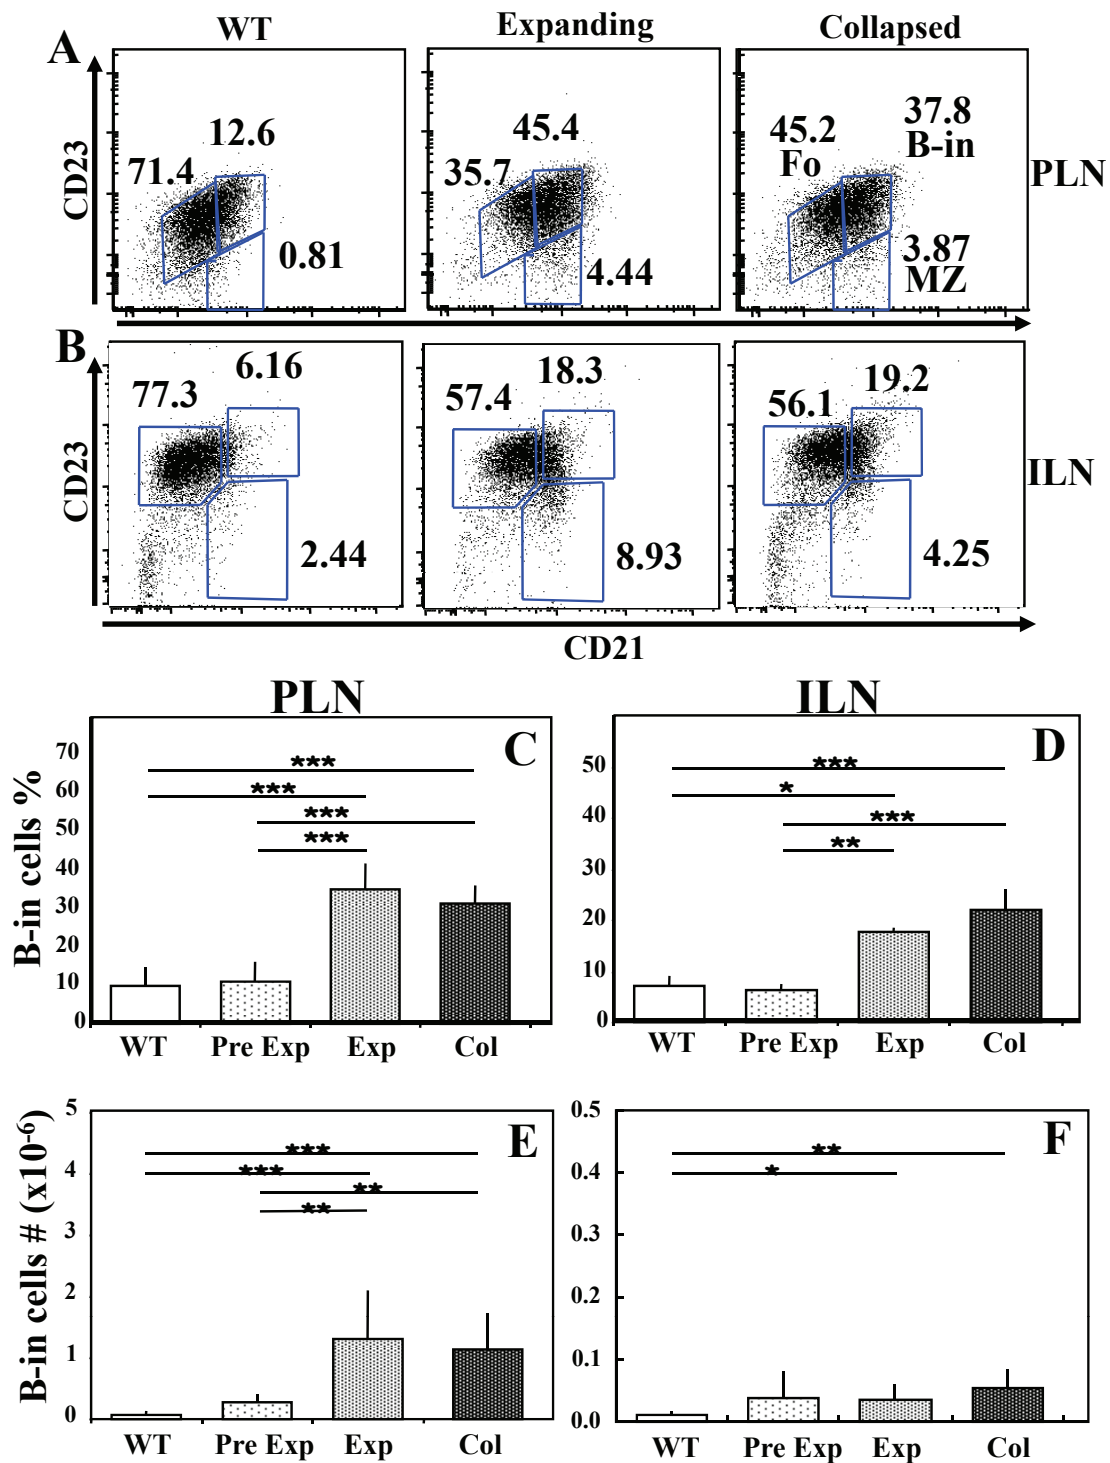 WT Expanding Collapsed
A
CD23
71.4 12.6 0.81
35.7 45.4 4.44
45.2 Fo 37.8 B-in 3.87 MZ
PLN
B
CD23
77.3 6.16 2.44
57.4 18.3 8.93
56.1 19.2 4.25
ILN
CD21
PLN ILN
C
B-in cells %
70
60
50
40
30
20
10
0
***
***
***
***
WT Pre Exp Exp Col
D
50
40
30
20
10
0
***
*
***
**
WT Pre Exp Exp Col
E
B-in cells # (x10-6)
5
4
3
2
1
0
***
***
**
**
WT Pre Exp Exp Col
F
0.5
0.4
0.3
0.2
0.1
0.0
**
*
WT Pre Exp Exp Col